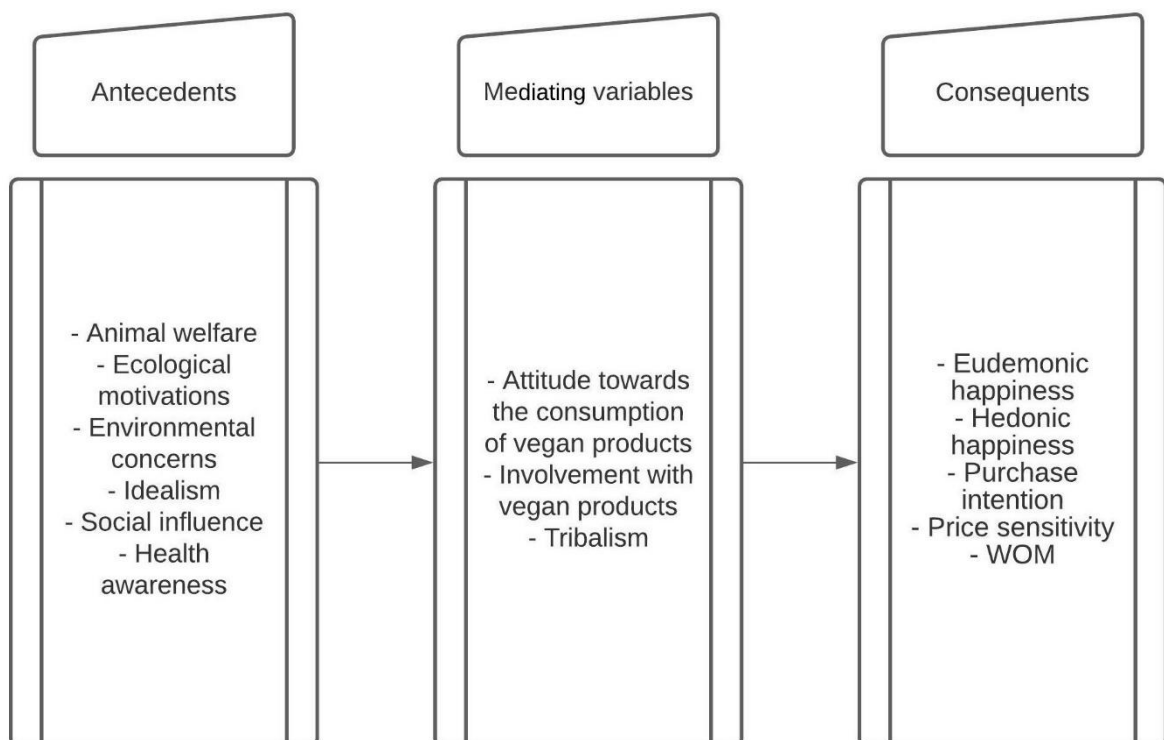 Antecedents
Mediating variables
Consequents
- Animal welfare
- Ecological
motivations
- Environmental
concerns
- Idealism
- Social influence
- Health
awareness
- Attitude towards
the consumption
of vegan products
- Involvement with
vegan products
- Tribalism
- Eudemonic
happiness
- Hedonic
happiness
- Purchase
intention
- Price sensitivity
- WOM